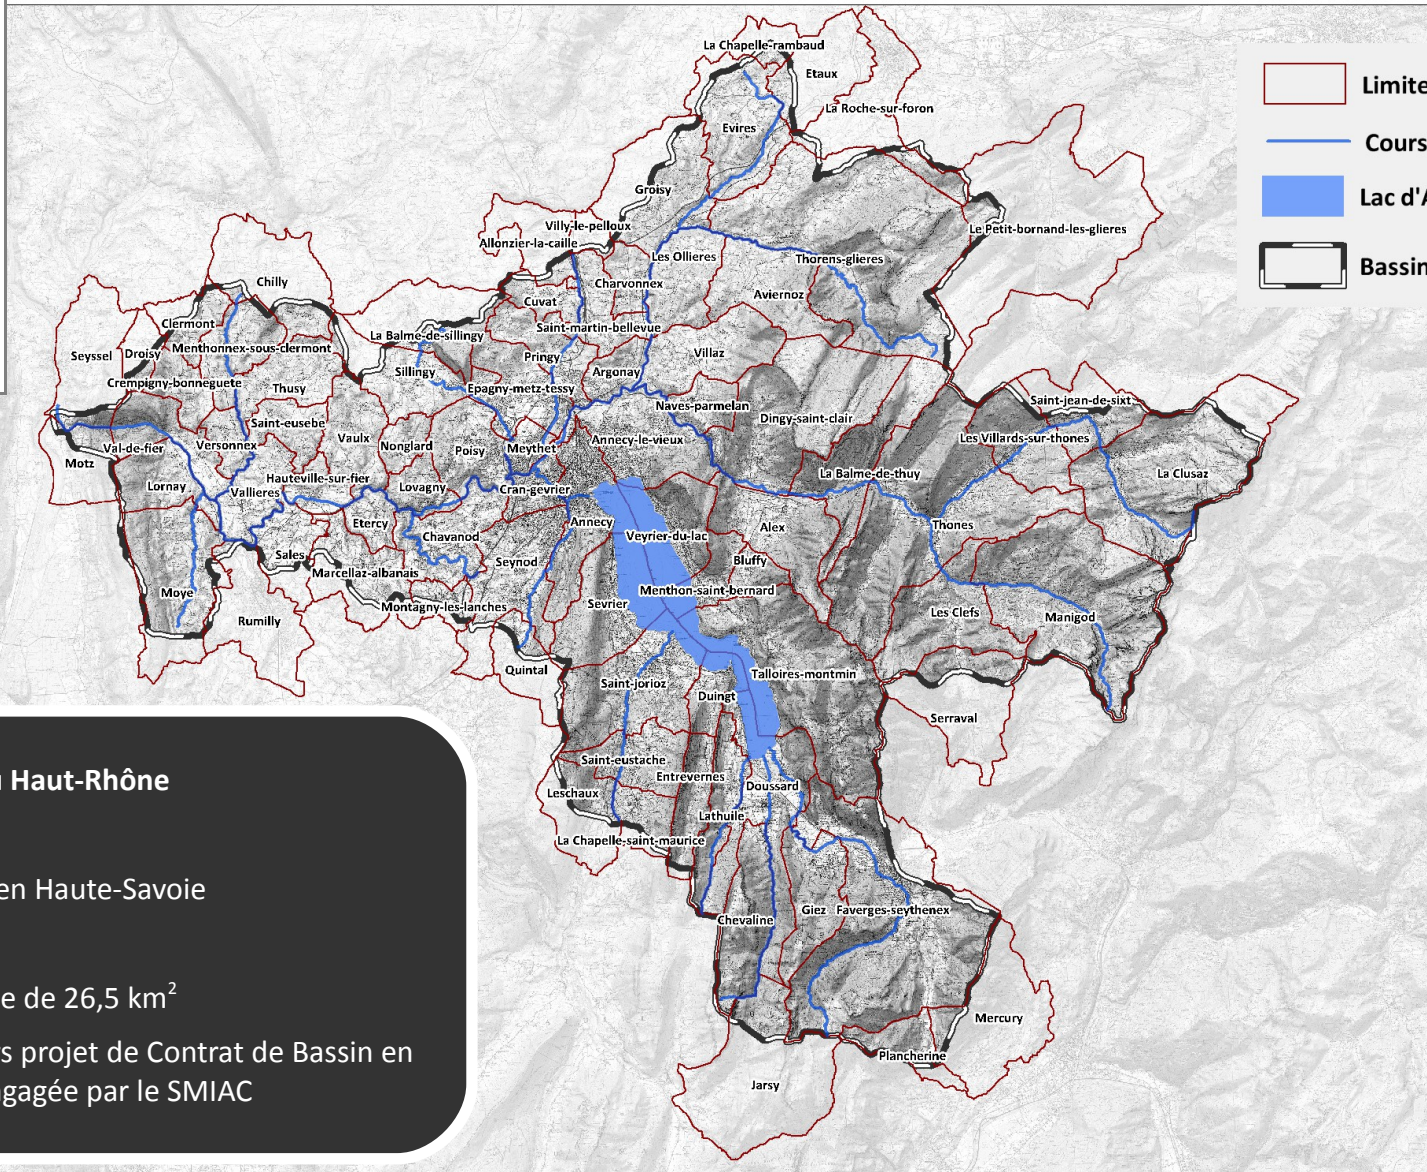 La Chapelle-rambaud
Etaux
La Roche-sur-foron
Evires
Groisy
Le Petit-bornand-les-glieres
Villy-le-pelloux
Allonzier-la-caille
Les Ollieres
Thorens-glieres
Charvonnex
Aviernoz
Cuvat
Chilly
Clermont
Saint-martin-bellevue
La Balme-de-sillingy
Menthonnex-sous-clermont
Seyssel
Droisy
Pringy
Villaz
Sillingy
Argonay
Crempigny-bonneguete
Thusy
Epagny-metz-tessy
Saint-jean-de-sixt
Naves-parmelan
Dingy-saint-clair
Saint-eusebe
Vaulx
Annecy-le-vieux
Les Villards-sur-thones
Val-de-fier
Versonnex
Nonglard
Poisy
Meythet
Motz
La Balme-de-thuy
La Clusaz
Hauteville-sur-fier
Lornay
Vallieres
Lovagny
Cran-gevrier
Etercy
Annecy
Alex
Thones
Chavanod
Veyrier-du-lac
Sales
Seynod
Bluffy
Marcellaz-albanais
Menthon-saint-bernard
Moye
Sevrier
Montagny-les-lanches
Les Clefs
Manigod
Rumilly
Quintal
Talloires-montmin
Saint-jorioz
Duingt
Serraval
Saint-eustache
Entrevernes
Doussard
Leschaux
Lathuile
La Chapelle-saint-maurice
Chevaline
Giez
Faverges-seythenex
Mercury
Plancherine
Jarsy
Limite
Cours
Lac d'A
Bassin
u Haut-Rhône
en Haute-Savoie
e de 26,5 km²
rs projet de Contrat de Bassin en
gagée par le SMIAC